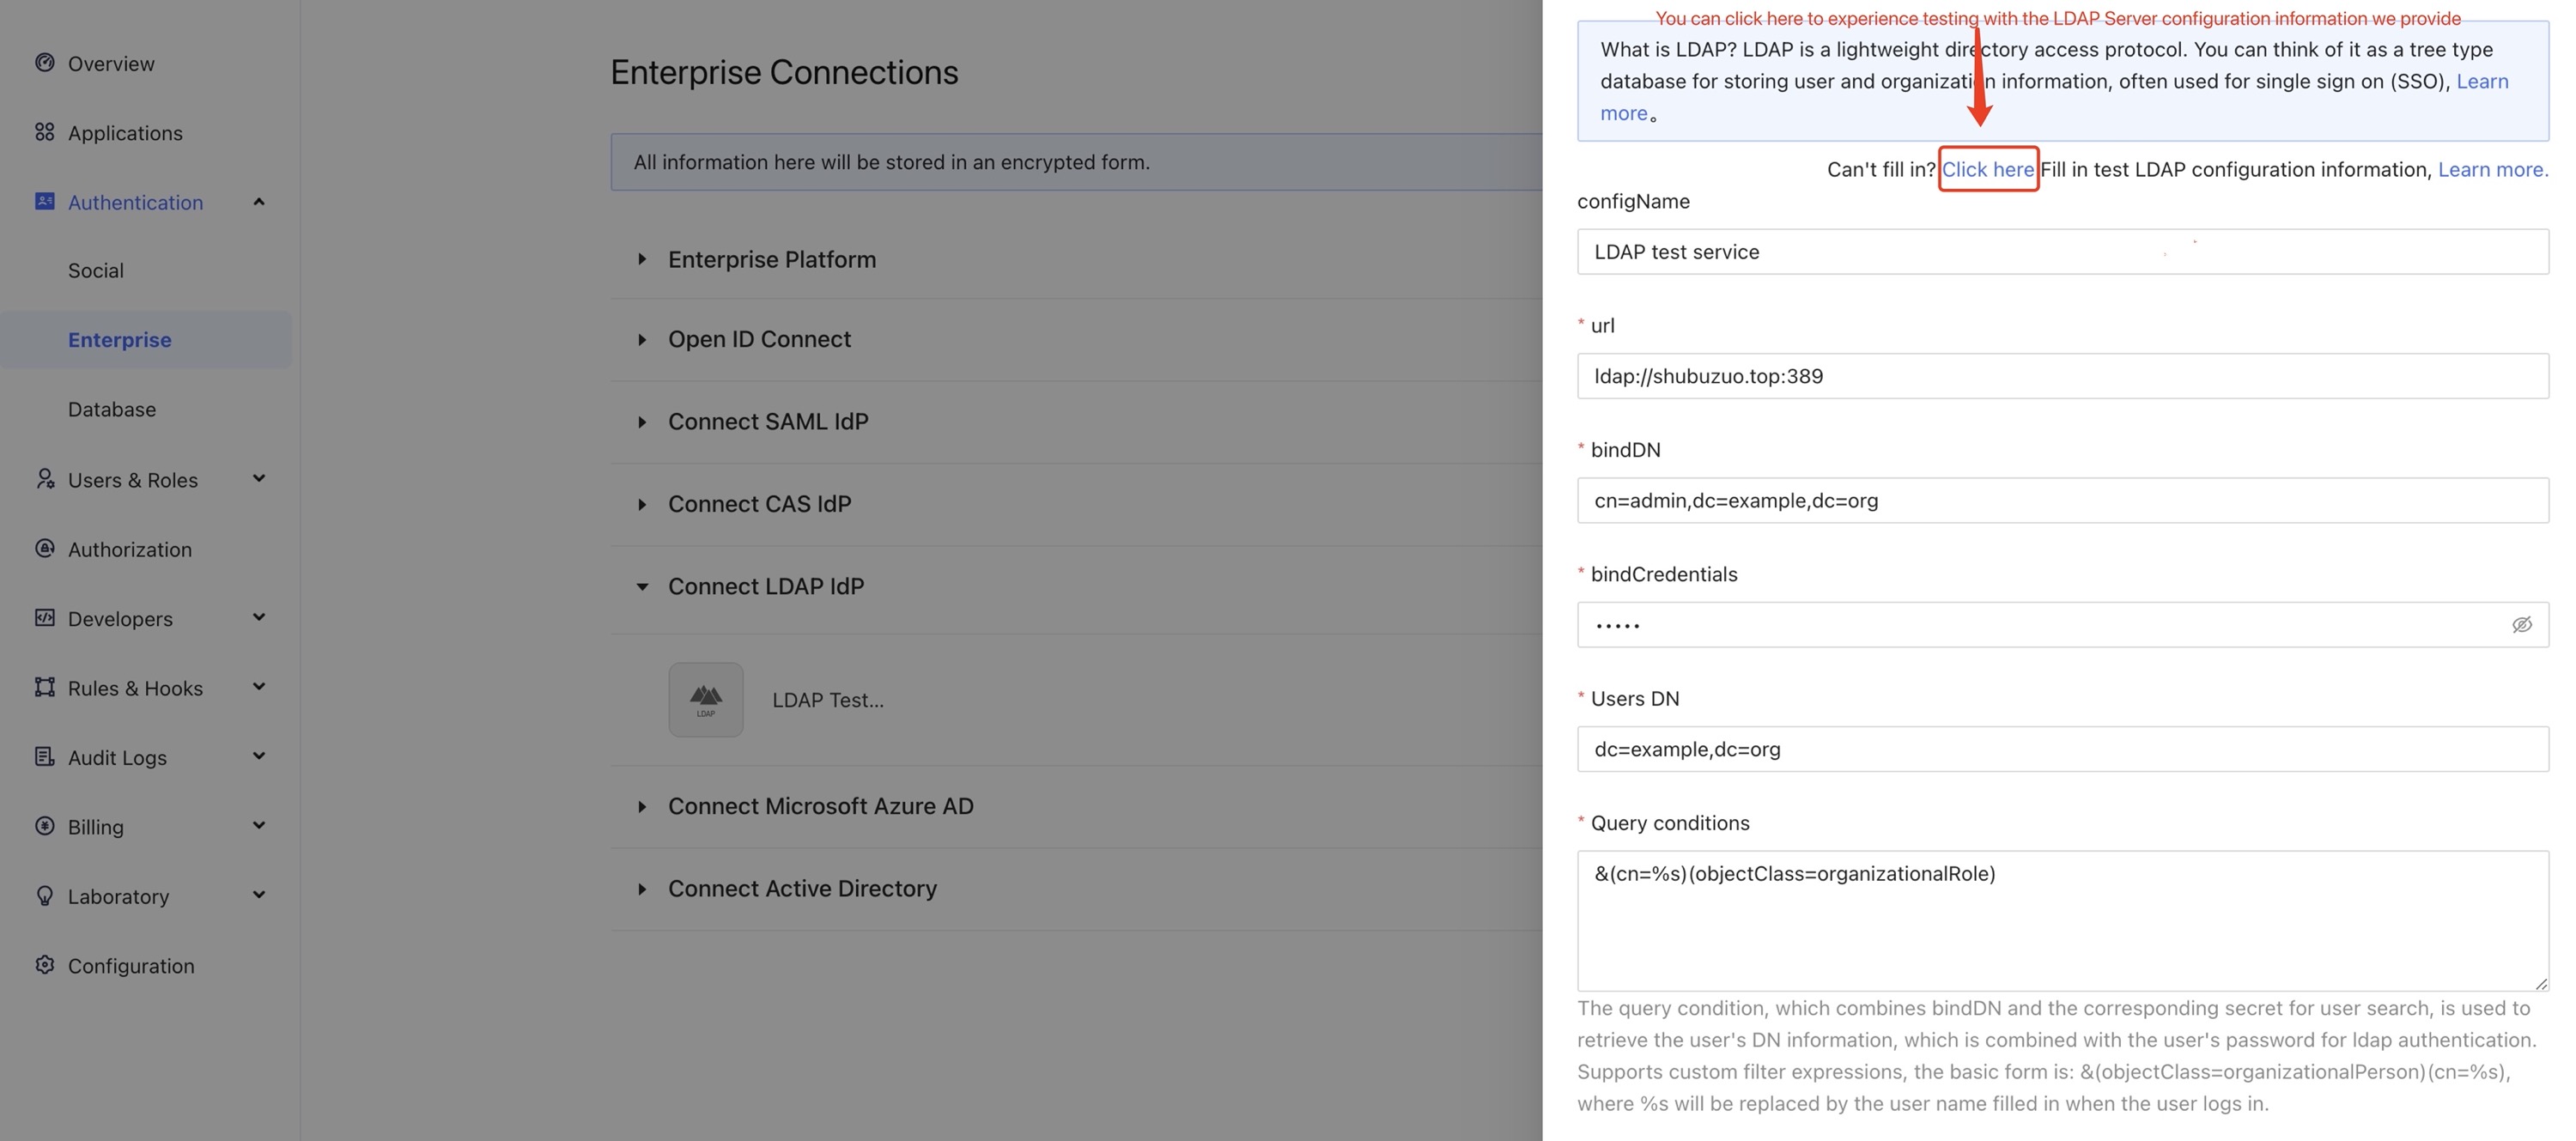 Overview
Applications
Authentication
Social
Enterprise
Database
Users & Roles
Authorization
Developers
Rules & Hooks
Audit Logs
Billing
Laboratory
Configuration
Enterprise Connections
All information here will be stored in an encrypted form.
Enterprise Platform
Open ID Connect
Connect SAML IdP
Connect CAS IdP
Connect LDAP IdP
LDAP
LDAP Test...
Connect Microsoft Azure AD
Connect Active Directory
You can click here to experience testing with the LDAP Server configuration information we provide
What is LDAP? LDAP is a lightweight directory access protocol. You can think of it as a tree type
database for storing user and organization information, often used for single sign on (SSO), Learn
more。
Can't fill in? Click here Fill in test LDAP configuration information, Learn more.
configName
LDAP test service
* url
ldap://shubuzuo.top:389
* bindDN
cn=admin,dc=example,dc=org
* bindCredentials
•••••
* Users DN
dc=example,dc=org
* Query conditions
&(cn=%s)(objectClass=organizationalRole)
The query condition, which combines bindDN and the corresponding secret for user search, is used to
retrieve the user's DN information, which is combined with the user's password for ldap authentication.
Supports custom filter expressions, the basic form is: &(objectClass=organizationalPerson)(cn=%s),
where %s will be replaced by the user name filled in when the user logs in.